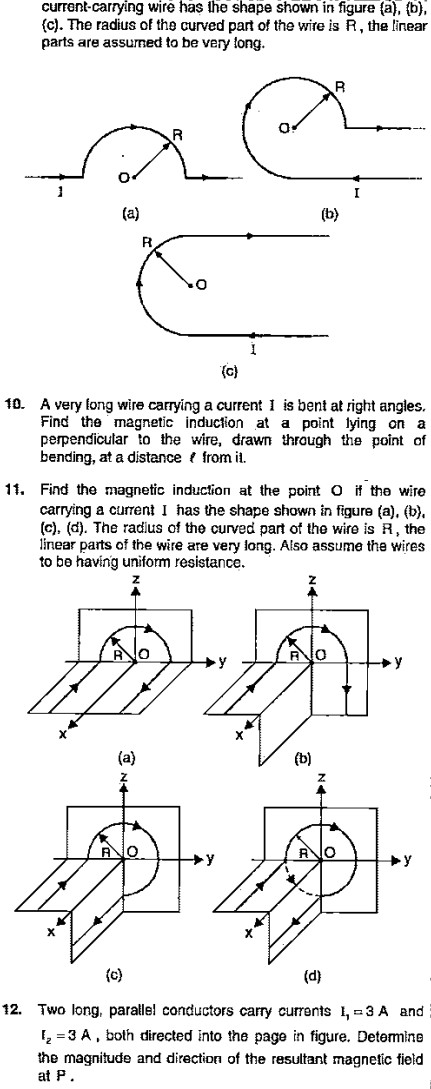 current-carrying wire has the shape shown in figure (a), (b),
(c). The radius of the curved part of the wire is R, the linear
parts are assumed to be very long.
R
O
I
(a)
R
O
I
(b)
R
O
I
(c)
10. A very long wire carrying a current I is bent at right angles.
Find the magnetic induction at a point lying on a
perpendicular to the wire, drawn through the point of
bending, at a distance ℓ from it.
11. Find the magnetic induction at the point O if the wire
carrying a current I has the shape shown in figure (a), (b),
(c), (d). The radius of the curved part of the wire is R, the
linear parts of the wire are very long. Also assume the wires
to be having uniform resistance.
z
R O
y
x
(a)
z
R O
y
x
(b)
z
R O
y
x
(c)
z
R O
y
x
(d)
12. Two long, parallel conductors carry currents I₁ = 3 A and
I₂ = 3 A, both directed into the page in figure. Determine
the magnitude and direction of the resultant magnetic field
at P.